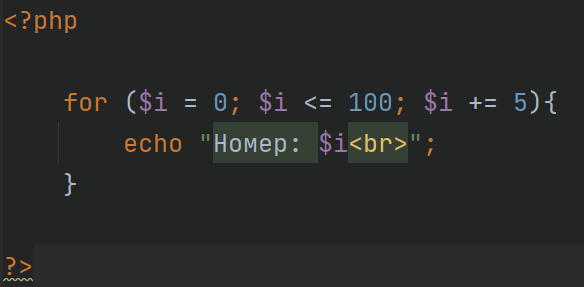 <?php
for ($i = 0; $i <= 100; $i += 5){
echo "Номер: $i<br>";
}
?>